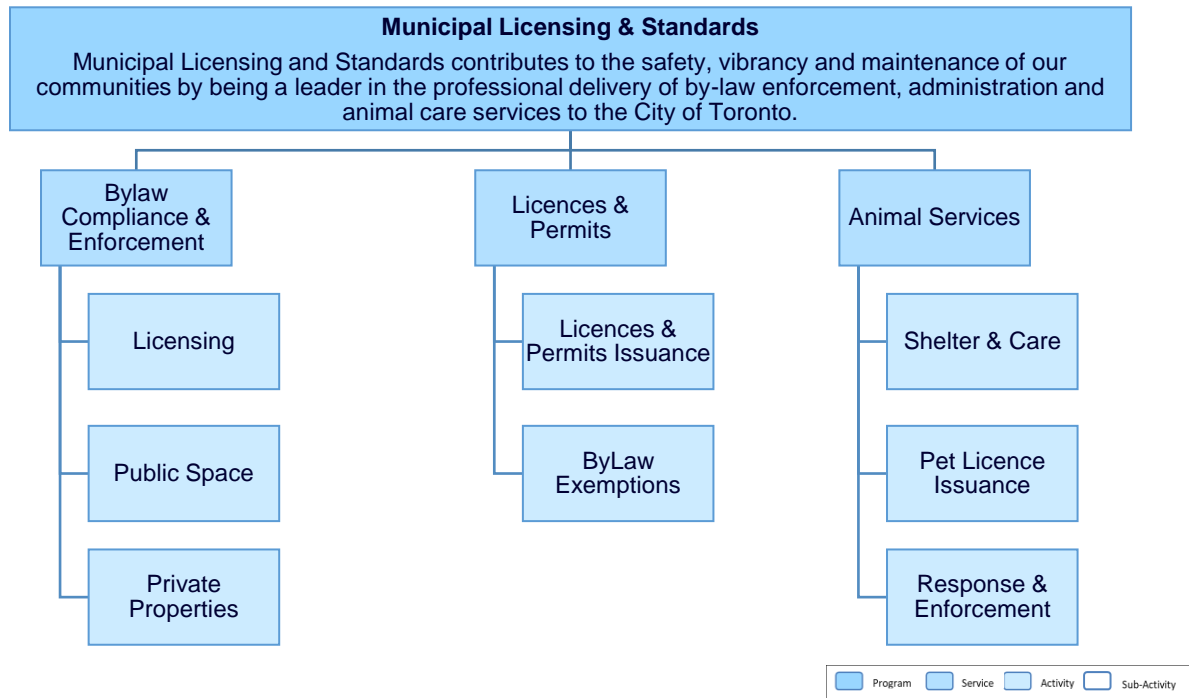 Municipal Licensing & Standards
Municipal Licensing and Standards contributes to the safety, vibrancy and maintenance of our
communities by being a leader in the professional delivery of by-law enforcement, administration and
animal care services to the City of Toronto.
Bylaw
Compliance &
Enforcement
Licensing
Public Space
Private
Properties
Licences &
Permits
Licences &
Permits Issuance
ByLaw
Exemptions
Animal Services
Shelter & Care
Pet Licence
Issuance
Response &
Enforcement
Program
Service
Activity
Sub-Activity